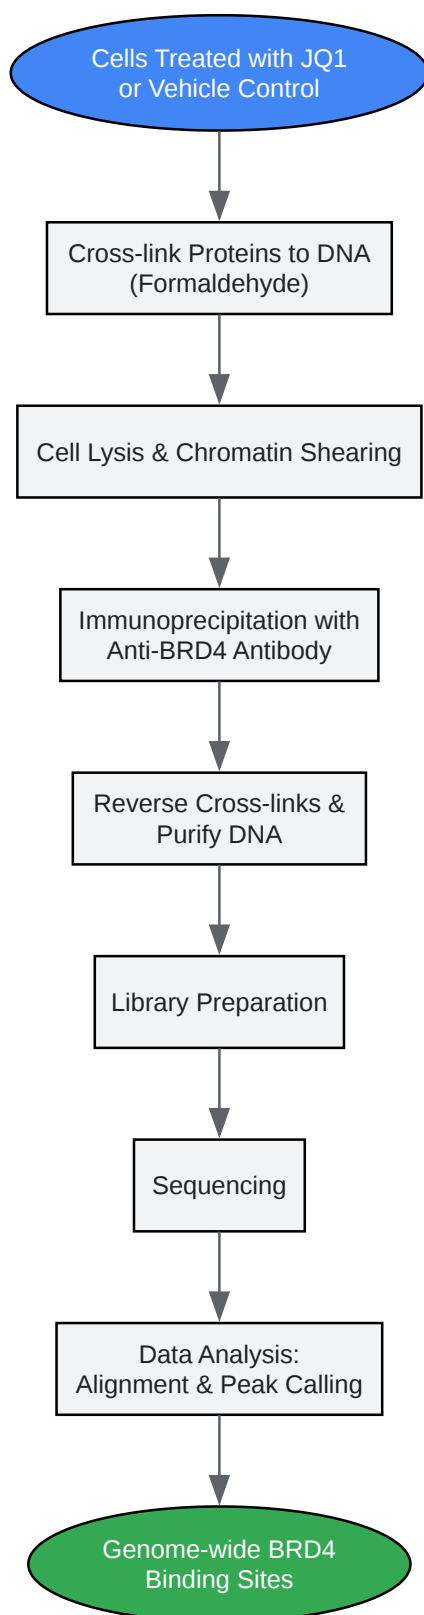 Cells Treated with JQ1
or Vehicle Control
Cross-link Proteins to DNA
(Formaldehyde)
Cell Lysis & Chromatin Shearing
Immunoprecipitation with
Anti-BRD4 Antibody
Reverse Cross-links &
Purify DNA
Library Preparation
Sequencing
Data Analysis:
Alignment & Peak Calling
Genome-wide BRD4
Binding Sites